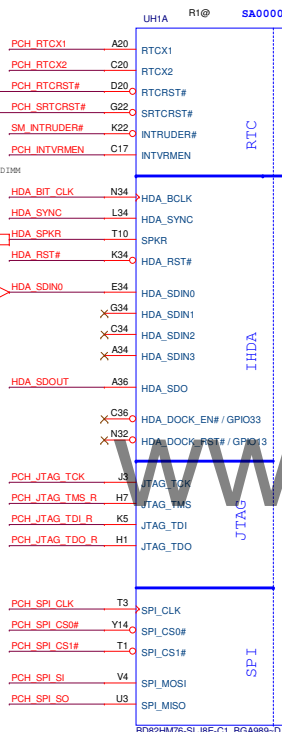 UH1A R1@ SA0000
PCH_RTCX1 A20 RTCX1
PCH_RTCX2 C20 RTCX2
PCH_RTCRST# D20 RTCRST#
PCH_SRTCRST# G22 SRTCRST#
SM_INTRUDER# K22 INTRUDER#
PCH_INTVRMEN C17 INTVRMEN
RTC
DIMM
HDA_BIT_CLK N34 HDA_BCLK
HDA_SYNC L34 HDA_SYNC
HDA_SPKR T10 SPKR
HDA_RST# K34 HDA_RST#
HDA_SDIN0 E34 HDA_SDIN0
G34 HDA_SDIN1
C34 HDA_SDIN2
A34 HDA_SDIN3
IHDA
HDA_SDOUT A36 HDA_SDO
C36 HDA_DOCK_EN# / GPIO33
N32 HDA_DOCK_RST# / GPIO13
PCH_JTAG_TCK J3 JTAG_TCK
PCH_JTAG_TMS_R H7 JTAG_TMS
PCH_JTAG_TDI_R K5 JTAG_TDI
PCH_JTAG_TDO_R H1 JTAG_TDO
JTAG
PCH_SPI_CLK T3 SPI_CLK
PCH_SPI_CS0# Y14 SPI_CS0#
PCH_SPI_CS1# T1 SPI_CS1#
PCH_SPI_SI V4 SPI_MOSI
PCH_SPI_SO U3 SPI_MISO
SPI